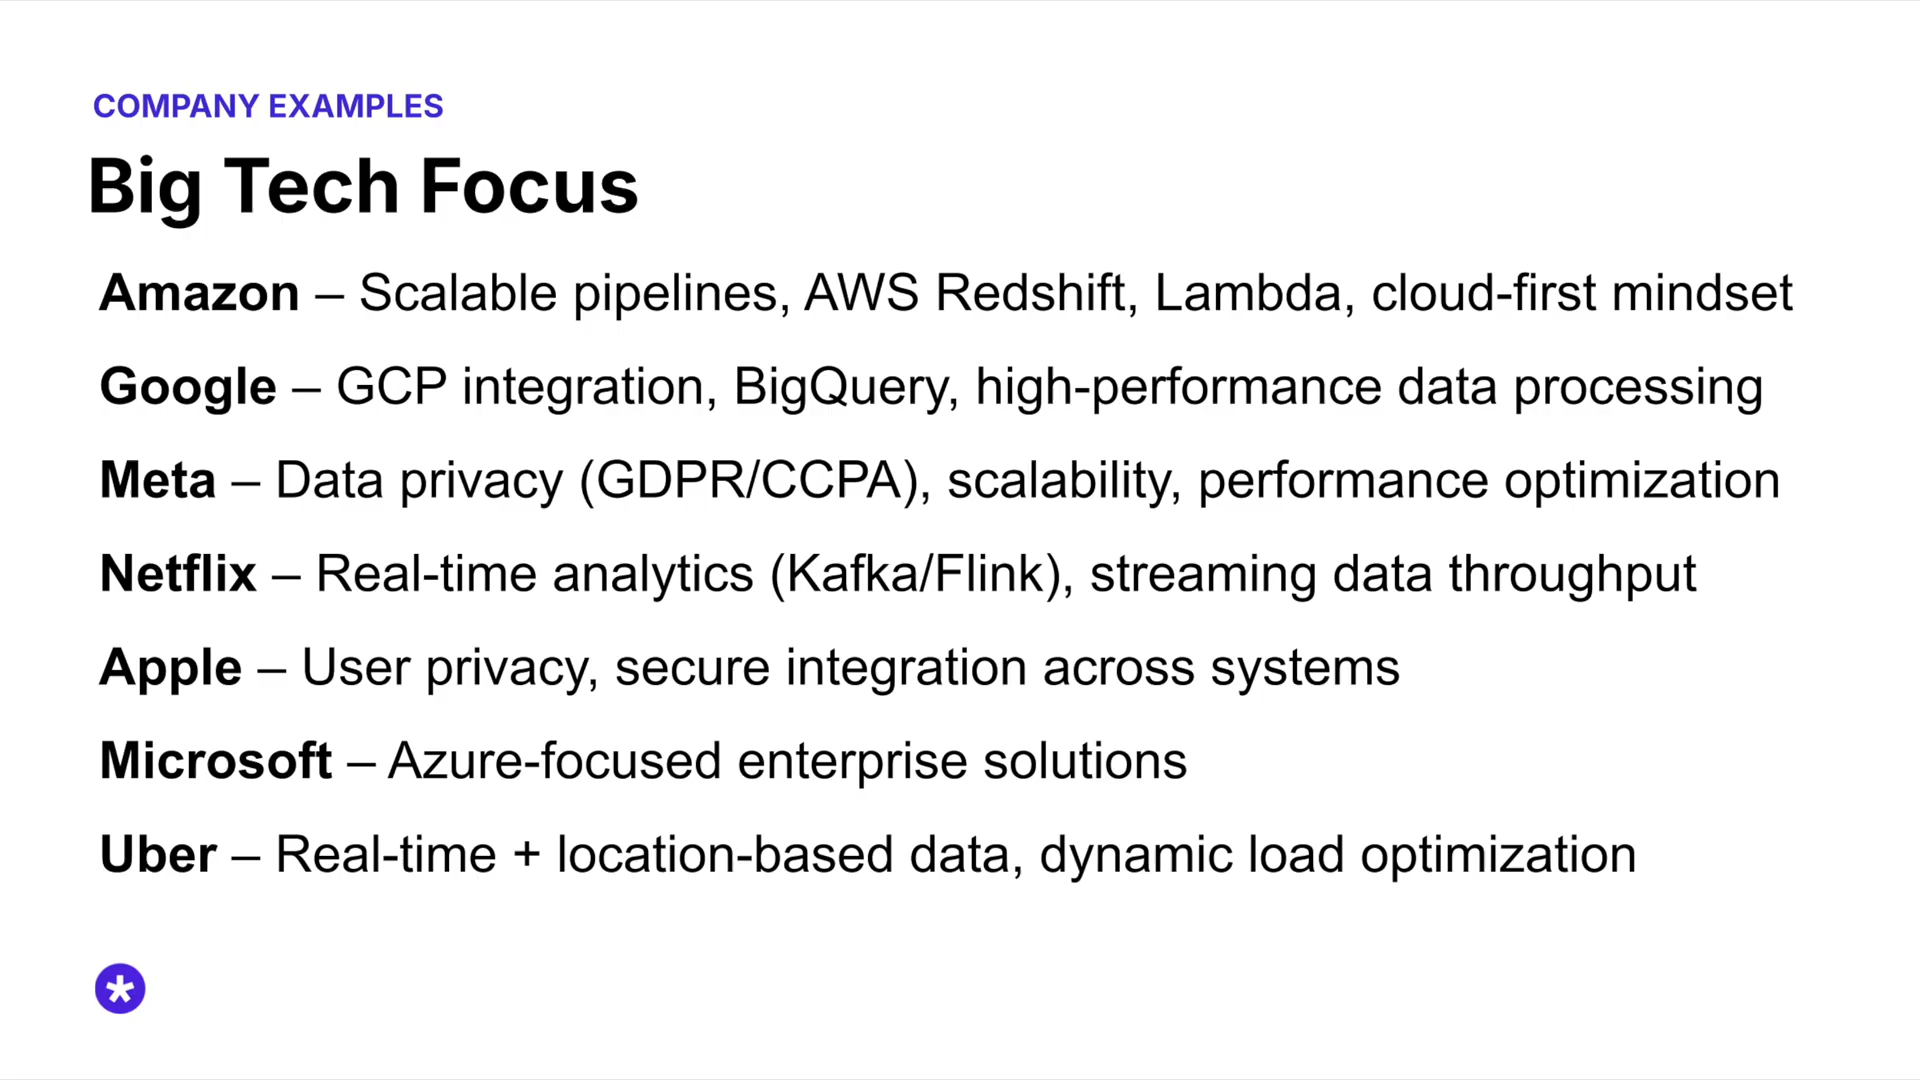 COMPANY EXAMPLES
Big Tech Focus
Amazon – Scalable pipelines, AWS Redshift, Lambda, cloud-first mindset
Google – GCP integration, BigQuery, high-performance data processing
Meta – Data privacy (GDPR/CCPA), scalability, performance optimization
Netflix – Real-time analytics (Kafka/Flink), streaming data throughput
Apple – User privacy, secure integration across systems
Microsoft – Azure-focused enterprise solutions
Uber – Real-time + location-based data, dynamic load optimization